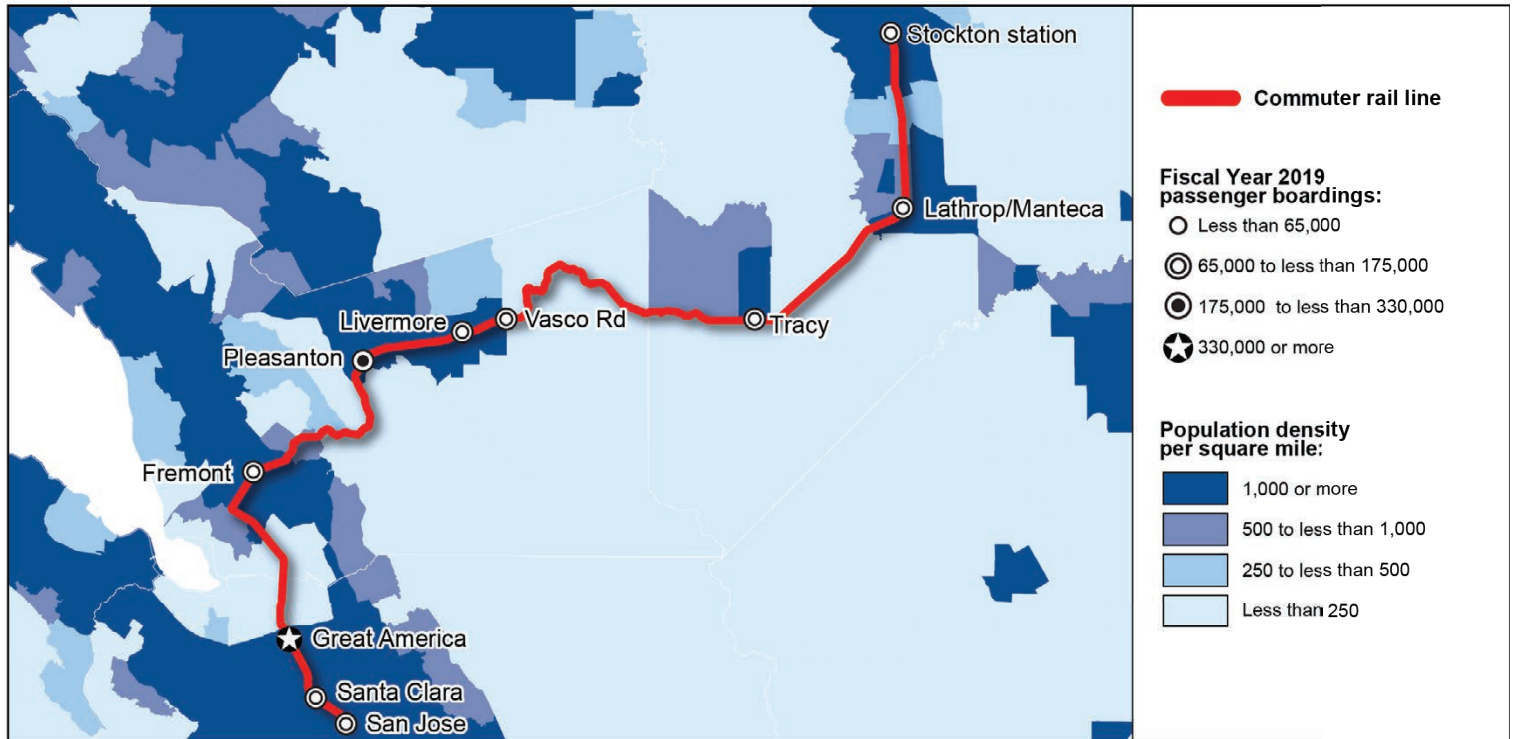 Stockton station
Lathrop/Manteca
Livermore
Vasco Rd
Tracy
Pleasanton
Fremont
Great America
Santa Clara
San Jose
Commuter rail line
Fiscal Year 2019
passenger boardings:
Less than 65,000
65,000 to less than 175,000
175,000 to less than 330,000
330,000 or more
Population density
per square mile:
1,000 or more
500 to less than 1,000
250 to less than 500
Less than 250